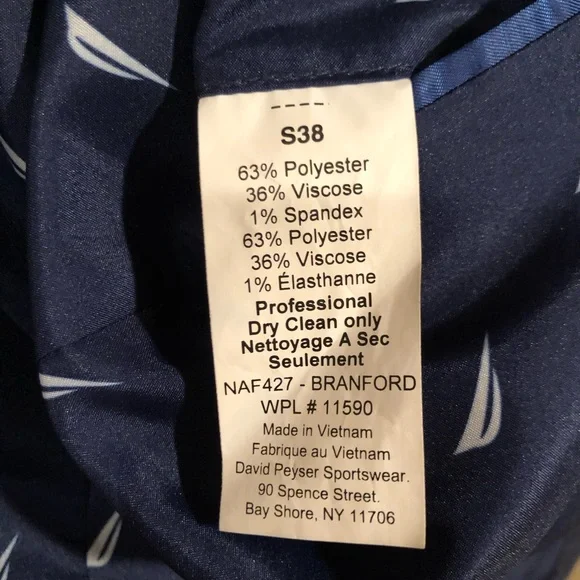 S38
63% Polyester
36% Viscose
1% Spandex
63% Polyester
36% Viscose
1% Élasthanne
Professional
Dry Clean only
Nettoyage A Sec
Seulement
NAF427 - BRANFORD
WPL # 11590
Made in Vietnam
Fabrique au Vietnam
David Peyser Sportswear.
90 Spence Street.
Bay Shore, NY 11706